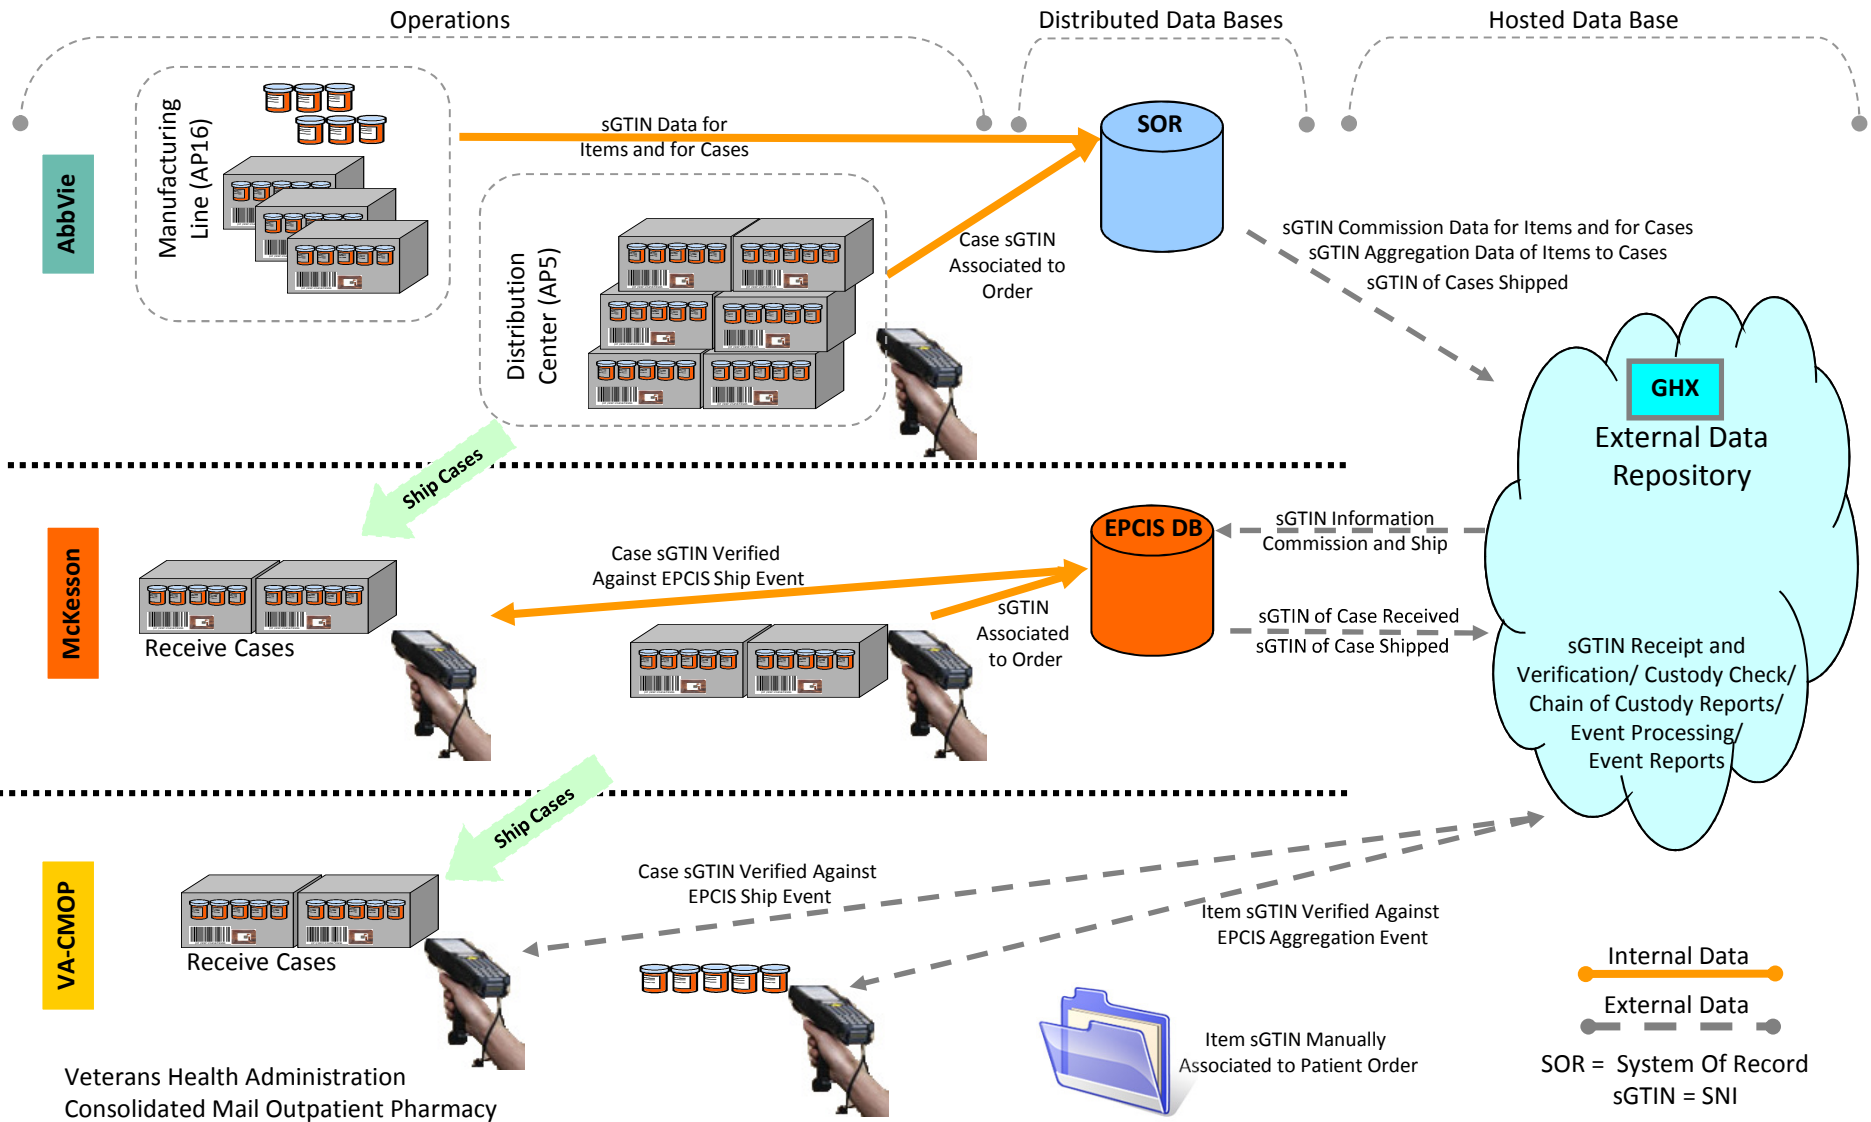 Operations
Distributed Data Bases
Hosted Data Base
AbbVie
Manufacturing
Line (AP16)
sGTIN Data for
Items and for Cases
SOR
Distribution
Center (AP5)
Case sGTIN
Associated to
Order
sGTIN Commission Data for Items and for Cases
sGTIN Aggregation Data of Items to Cases
sGTIN of Cases Shipped
GHX
External Data
Repository
Ship Cases
McKesson
Receive Cases
Case sGTIN Verified
Against EPCIS Ship Event
sGTIN
Associated
to Order
EPCIS DB
sGTIN Information
Commission and Ship
sGTIN of Case Received
sGTIN of Case Shipped
sGTIN Receipt and
Verification/ Custody Check/
Chain of Custody Reports/
Event Processing/
Event Reports
Ship Cases
VA-CMOP
Receive Cases
Case sGTIN Verified Against
EPCIS Ship Event
Item sGTIN Verified Against
EPCIS Aggregation Event
Item sGTIN Manually
Associated to Patient Order
Veterans Health Administration
Consolidated Mail Outpatient Pharmacy
Internal Data
External Data
SOR = System Of Record
sGTIN = SNI